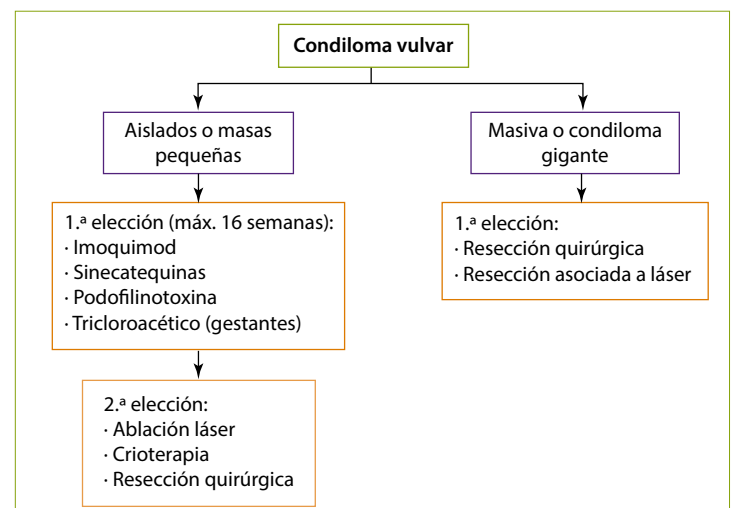 Condiloma vulvar
Aislados o masas
pequeñas
Masiva o condiloma
gigante
1.ª elección (máx. 16 semanas):
· Imoquimod
· Sinecatequinas
· Podofilinotoxina
· Tricloroacético (gestantes)
1.ª elección:
· Resección quirúrgica
· Resección asociada a láser
2.ª elección:
· Ablación láser
· Crioterapia
· Resección quirúrgica